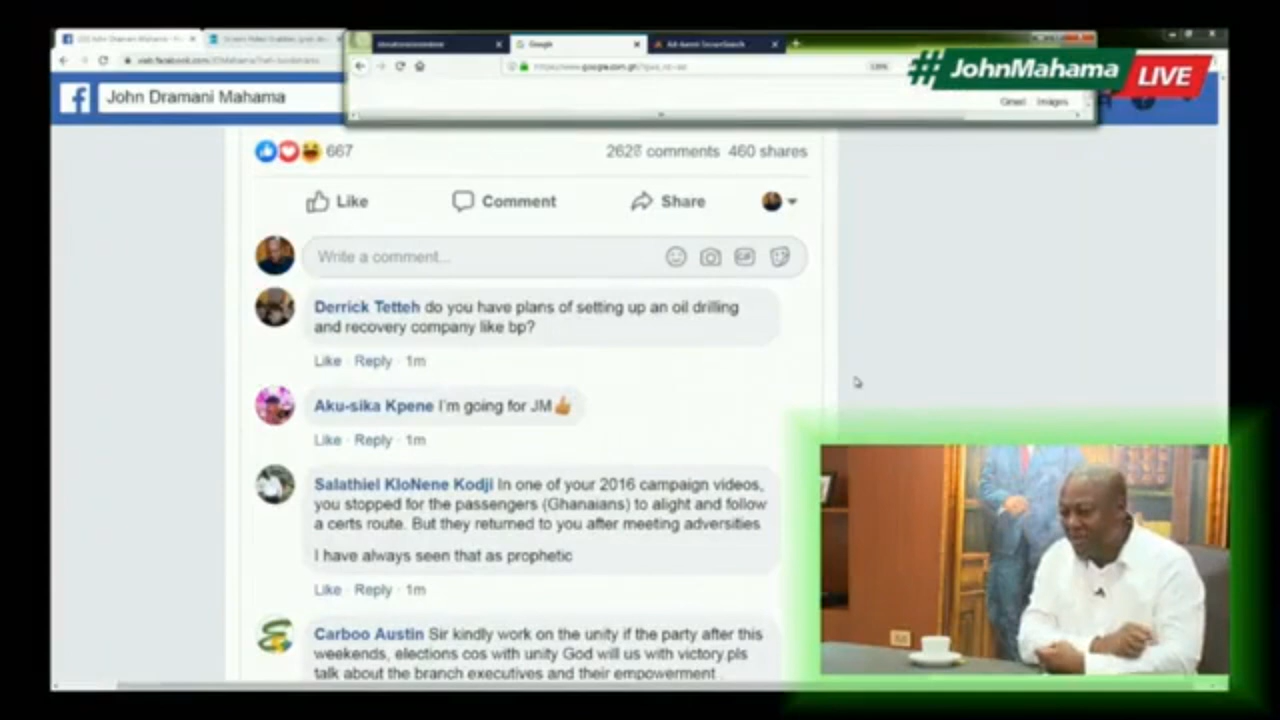 #JohnMahama LIVE
Google
Gmail Images
John Dramani Mahama
667
2628 comments 460 shares
Like Comment Share
Write a comment...
GIF
Derrick Tetteh do you have plans of setting up an oil drilling
and recovery company like bp?
Like · Reply · 1m
Aku-sika Kpene I'm going for JM
Like · Reply · 1m
Salathiel KloNene Kodji In one of your 2016 campaign videos,
you stopped for the passengers (Ghanaians) to alight and follow
a certs route. But they returned to you after meeting adversities
I have always seen that as prophetic
Like · Reply · 1m
Carboo Austin Sir kindly work on the unity if the party after this
weekends, elections cos with unity God will us with victory.pls
talk about the branch executives and their empowerment